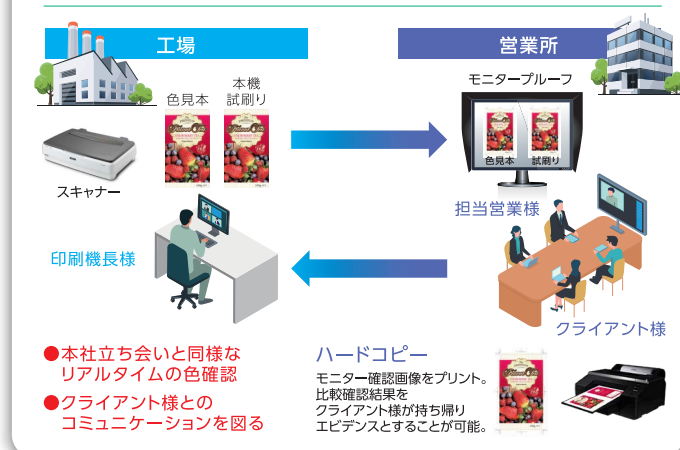 工場
営業所
色見本
本機
試刷り
スキャナー
モニタープルーフ
色見本 試刷り
担当営業様
印刷機長様
クライアント様
●本社立ち会いと同様な
リアルタイムの色確認
●クライアント様との
コミュニケーションを図る
ハードコピー
モニター確認画像をプリント。
比較確認結果を
クライアント様が持ち帰り
エビデンスとすることが可能。